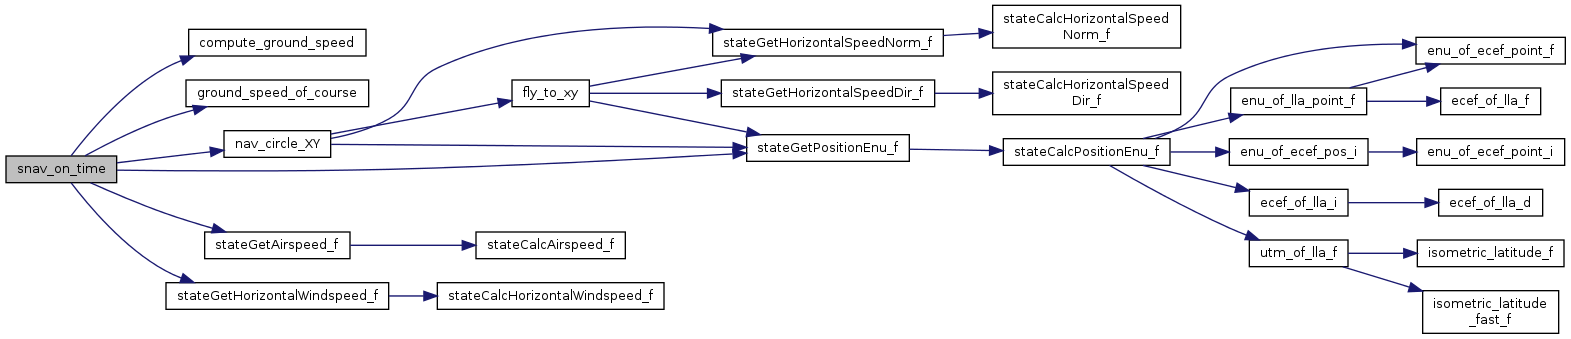 snav_on_time
compute_ground_speed
ground_speed_of_course
nav_circle_XY
stateGetAirspeed_f
stateGetHorizontalWindspeed_f
fly_to_xy
stateCalcAirspeed_f
stateCalcHorizontalWindspeed_f
stateGetHorizontalSpeedNorm_f
stateGetHorizontalSpeedDir_f
stateGetPositionEnu_f
stateCalcHorizontalSpeed
Norm_f
stateCalcHorizontalSpeed
Dir_f
stateCalcPositionEnu_f
enu_of_lla_point_f
enu_of_ecef_pos_i
ecef_of_lla_i
utm_of_lla_f
enu_of_ecef_point_f
ecef_of_lla_f
enu_of_ecef_point_i
ecef_of_lla_d
isometric_latitude_f
isometric_latitude
_fast_f